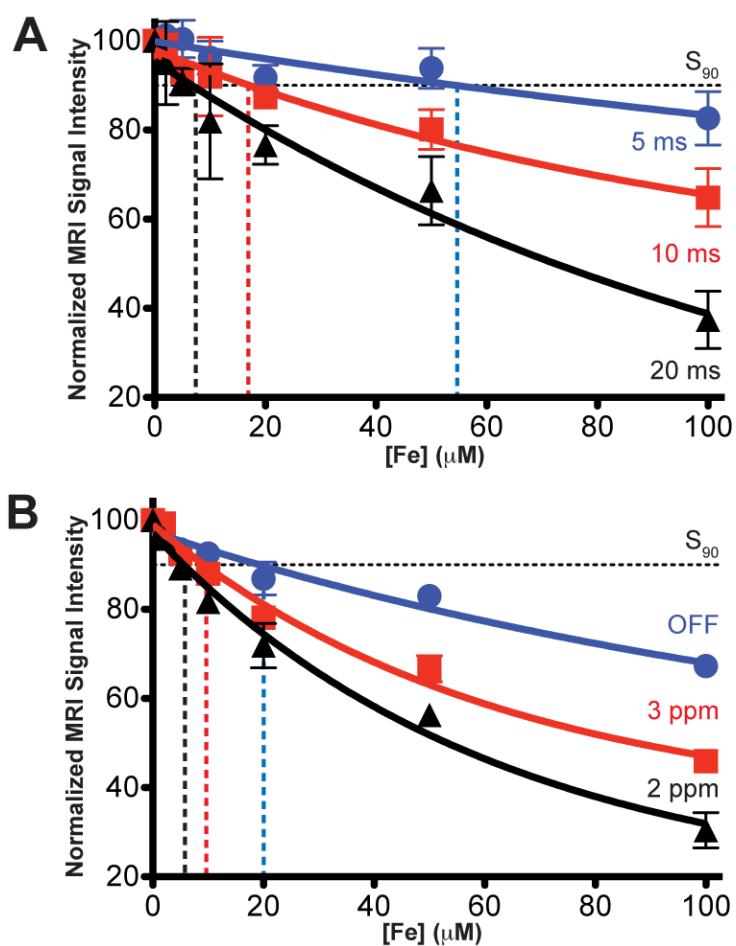 A
Normalized MRI Signal Intensity
100
80
60
40
20
S90
5 ms
10 ms
20 ms
0 20 40 60 80 100
[Fe] (μM)
B
Normalized MRI Signal Intensity
100
80
60
40
20
S90
OFF
3 ppm
2 ppm
0 20 40 60 80 100
[Fe] (μM)